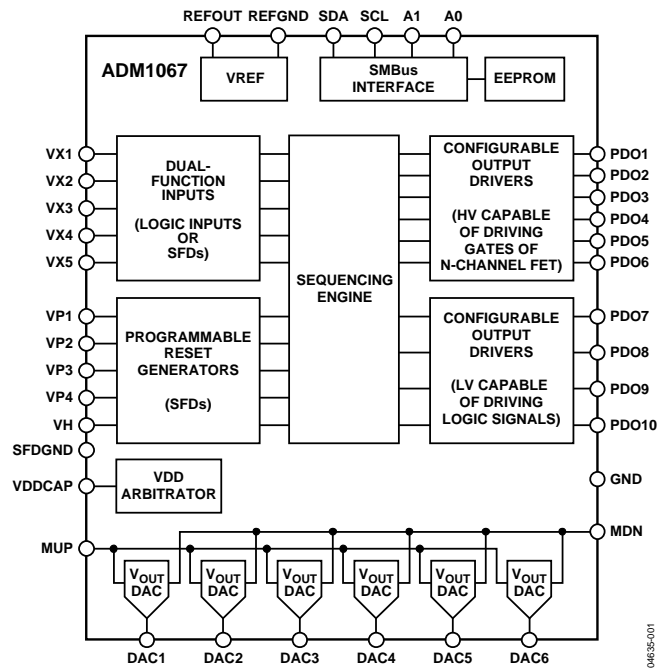 REFOUT REFGND SDA SCL A1 A0
ADM1067
VREF
SMBus
INTERFACE
EEPROM
VX1
VX2
VX3
VX4
VX5
DUAL-
FUNCTION
INPUTS
(LOGIC INPUTS
OR
SFDs)
VP1
VP2
VP3
VP4
VH
PROGRAMMABLE
RESET
GENERATORS
(SFDs)
SEQUENCING
ENGINE
CONFIGURABLE
OUTPUT
DRIVERS
(HV CAPABLE
OF DRIVING
GATES OF
N-CHANNEL FET)
PDO1
PDO2
PDO3
PDO4
PDO5
PDO6
CONFIGURABLE
OUTPUT
DRIVERS
(LV CAPABLE
OF DRIVING
LOGIC SIGNALS)
PDO7
PDO8
PDO9
PDO10
SFDGND
VDDCAP
VDD
ARBITRATOR
GND
MUP
MDN
VOUT
DAC
VOUT
DAC
VOUT
DAC
VOUT
DAC
VOUT
DAC
VOUT
DAC
DAC1 DAC2 DAC3 DAC4 DAC5 DAC6
04635-001